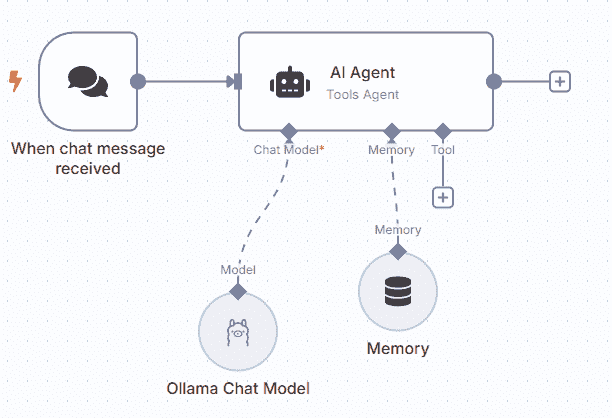 AI Agent
Tools Agent
When chat message
received
Chat Model*
Memory
Tool
Memory
Model
Memory
Ollama Chat Model